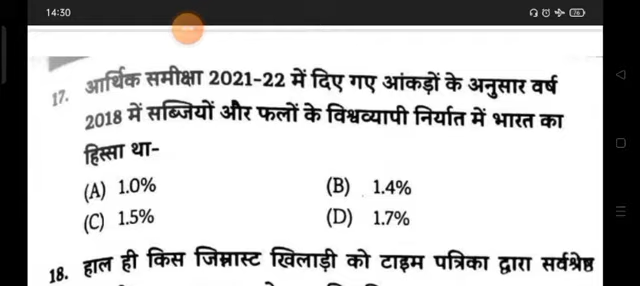 14:30
76
17. आर्थिक समीक्षा 2021-22 में दिए गए आंकड़ों के अनुसार वर्ष
2018 में सब्जियों और फलों के विश्वव्यापी निर्यात में भारत का
हिस्सा था-
(A) 1.0% (B) 1.4%
(C) 1.5% (D) 1.7%
18. हाल ही किस जिम्नास्ट खिलाड़ी को टाइम पत्रिका द्वारा सर्वश्रेष्ठ